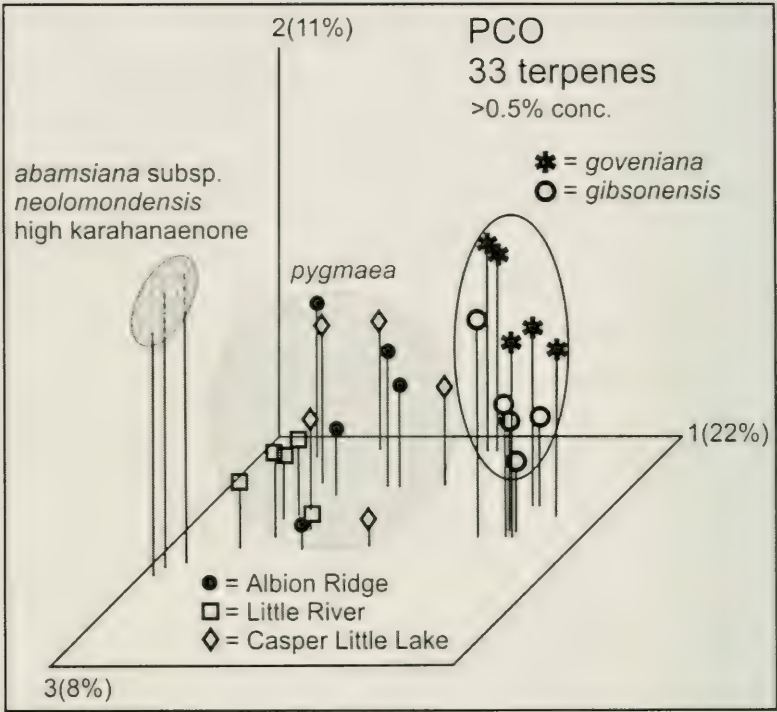 2(11%)
PCO
33 terpenes
>0.5% conc.
= goveniana
= gibsonensis
abamsiana subsp.
neolomondensis
high karahanaenone
pygmaea
1(22%)
= Albion Ridge
= Little River
= Casper Little Lake
3(8%)